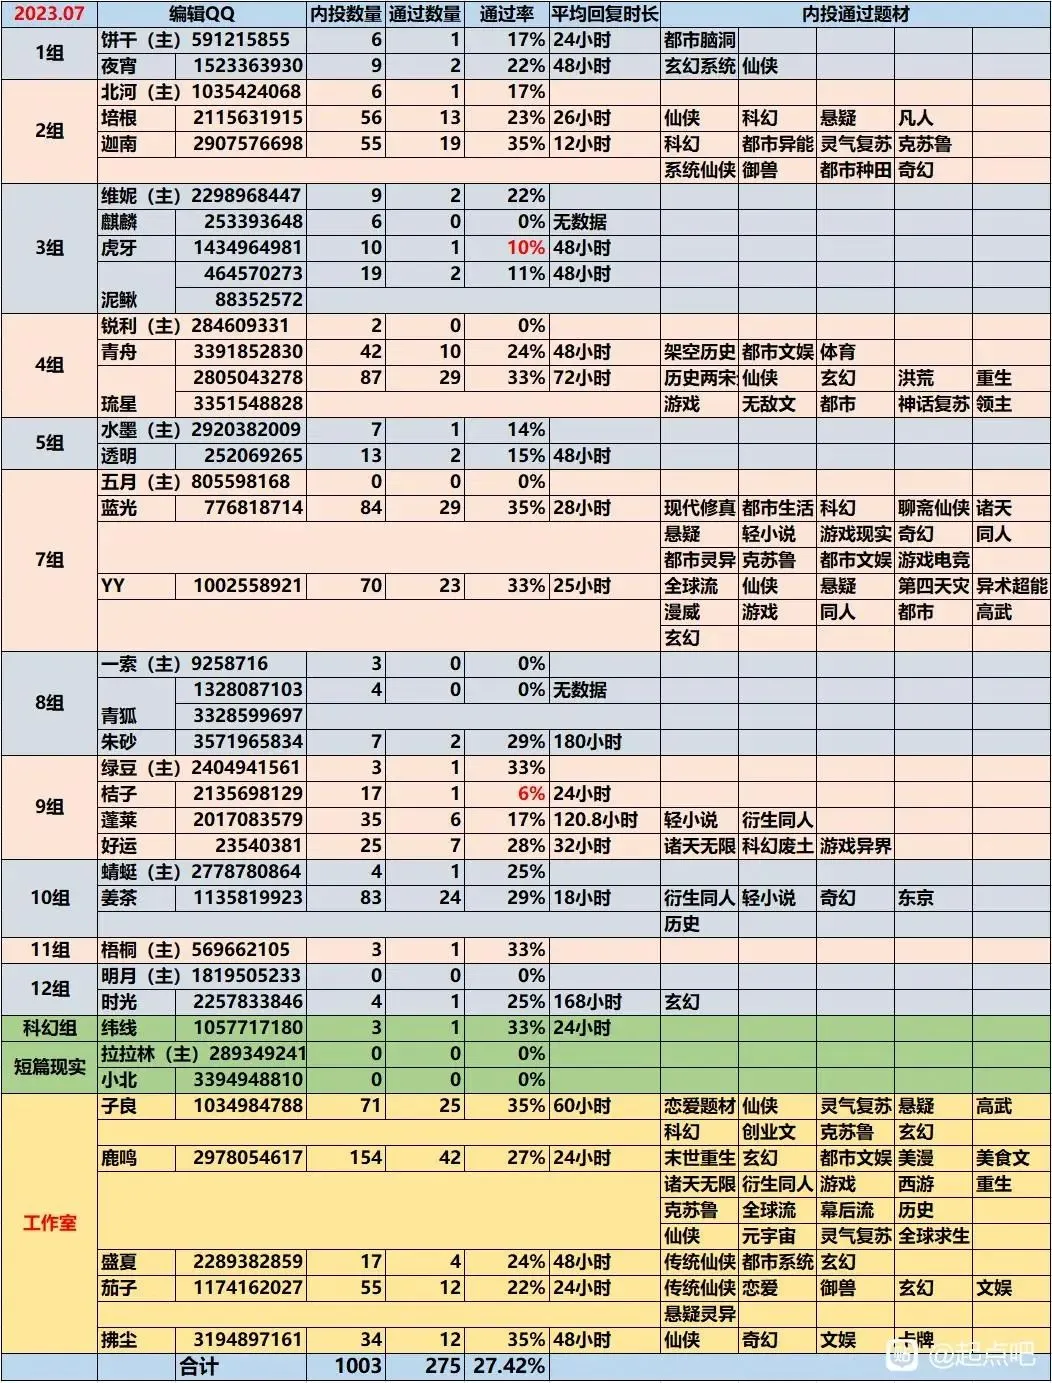 2023.07 编辑QQ 内投数量 通过数量 通过率 平均回复时长 内投通过题材
1组 饼干（主）591215855 6 1 17% 24小时 都市脑洞
夜宵 1523363930 9 2 22% 48小时 玄幻系统 仙侠
2组 北河（主）1035424068 6 1 17%
培根 2115631915 56 13 23% 26小时 仙侠 科幻 悬疑 凡人
迦南 2907576698 55 19 35% 12小时 科幻 都市异能 灵气复苏 克苏鲁
系统仙侠 御兽 都市种田 奇幻
3组 维妮（主）2298968447 9 2 22%
麒麟 253393648 6 0 0% 无数据
虎牙 1434964981 10 1 10% 48小时
464570273 19 2 11% 48小时
泥鳅 88352572
4组 锐利（主）284609331 2 0 0%
青舟 3391852830 42 10 24% 48小时 架空历史 都市文娱 体育
2805043278 87 29 33% 72小时 历史两宋 仙侠 玄幻 洪荒 重生
琉星 3351548828 游戏 无敌文 都市 神话复苏 领主
5组 水墨（主）2920382009 7 1 14%
透明 252069265 13 2 15% 48小时
7组 五月（主）805598168 0 0 0%
蓝光 776818714 84 29 35% 28小时 现代修真 都市生活 科幻 聊斋仙侠 诸天
悬疑 轻小说 游戏现实 奇幻 同人
都市灵异 克苏鲁 都市文娱 游戏电竞
YY 1002558921 70 23 33% 25小时 全球流 仙侠 悬疑 第四天灾 异术超能
漫威 游戏 同人 都市 高武
玄幻
8组 一索（主）9258716 3 0 0%
1328087103 4 0 0% 无数据
青狐 3328599697
朱砂 3571965834 7 2 29% 180小时
9组 绿豆（主）2404941561 3 1 33%
桔子 2135698129 17 1 6% 24小时
蓬莱 2017083579 35 6 17% 120.8小时 轻小说 衍生同人
好运 23540381 25 7 28% 32小时 诸天无限 科幻废土 游戏异界
10组 蜻蜓（主）2778780864 4 1 25%
姜茶 1135819923 83 24 29% 18小时 衍生同人 轻小说 奇幻 东京
历史
11组 梧桐（主）569662105 3 1 33%
12组 明月（主）1819505233 0 0 0%
时光 2257833846 4 1 25% 168小时 玄幻
科幻组 纬线 1057717180 3 1 33% 24小时
短篇现实 拉拉林（主）289349241 0 0 0%
小北 3394948810 0 0 0%
工作室 子良 1034984788 71 25 35% 60小时 恋爱题材 仙侠 灵气复苏 悬疑 高武
科幻 创业文 克苏鲁 玄幻
鹿鸣 2978054617 154 42 27% 24小时 末世重生 玄幻 都市文娱 美漫 美食文
诸天无限 衍生同人 游戏 西游 重生
克苏鲁 全球流 幕后流 历史
仙侠 元宇宙 灵气复苏 全球求生
盛夏 2289382859 17 4 24% 48小时 传统仙侠 都市系统 玄幻
茄子 1174162027 55 12 22% 24小时 传统仙侠 恋爱 御兽 玄幻 文娱
悬疑灵异
拂尘 3194897161 34 12 35% 48小时 仙侠 奇幻 文娱 卡牌
合计 1003 275 27.42%
@起点吧